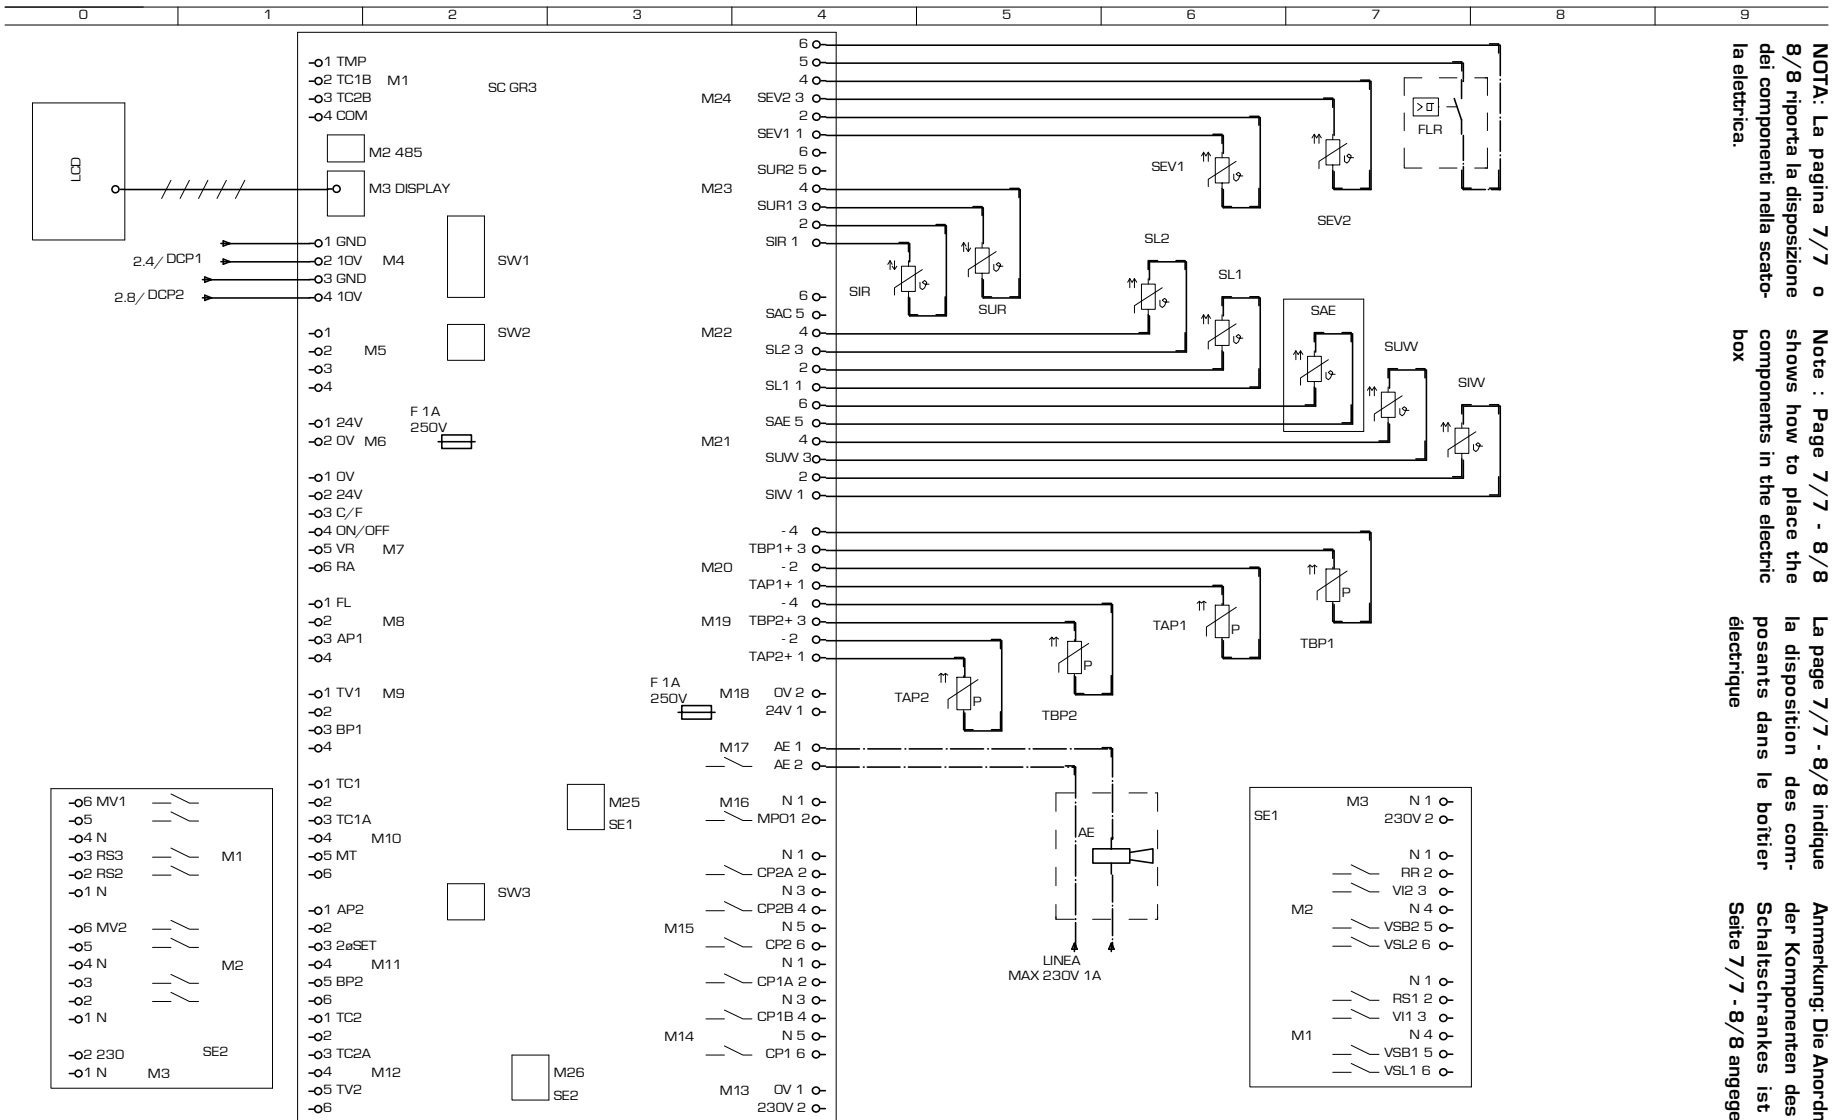 0 1 2 3 4 5 6 7 8 9
LCD
2.4/ DCP1
2.8/ DCP2
SC GR3
1 TMP
2 TC1B M1
3 TC2B
4 COM
M2 485
M3 DISPLAY
1 GND
2 10V M4
3 GND
4 10V
1
2 M5
3
4
1 24V
2 0V M6
1 0V
2 24V
3 C/F
4 ON/OFF
5 VR M7
6 RA
1 FL
2 M8
3 AP1
4
1 TV1 M9
2
3 BP1
4
1 TC1
2
3 TC1A
4 M10
5 MT
6
1 AP2
2
3 2øSET
4 M11
5 BP2
6
1 TC2
2
3 TC2A
4 M12
5 TV2
6
SW1
SW2
F 1A
250V
SW3
F 1A
250V
M25
SE1
M26
SE2
6
5
4
M24 SEV2 3
2
SEV1 1
6
SUR2 5
M23 4
SUR1 3
2
SIR 1
6
SAC 5
M22 4
SL2 3
2
SL1 1
6
SAE 5
M21 4
SUW 3
2
SIW 1
- 4
TBP1+ 3
M20 - 2
TAP1+ 1
- 4
M19 TBP2+ 3
- 2
TAP2+ 1
M18 0V 2
24V 1
M17 AE 1
AE 2
M16 N 1
MPO1 2
N 1
CP2A 2
N 3
CP2B 4
M15 N 5
CP2 6
N 1
CP1A 2
N 3
CP1B 4
M14 N 5
CP1 6
M13 0V 1
230V 2
FLR
SEV1
SEV2
SIR
SUR
SL2
SL1
SAE
SUW
SIW
TAP1
P
TBP1
P
TAP2
P
TBP2
P
AE
LINEA
MAX 230V 1A
6 MV1
5
4 N
3 RS3 M1
2 RS2
1 N
6 MV2
5
4 N M2
3
2
1 N
2 230 SE2
1 N M3
SE1
M3 N 1
230V 2
N 1
RR 2
VI2 3
M2 N 4
VSB2 5
VSL2 6
N 1
RS1 2
VI1 3
M1 N 4
VSB1 5
VSL1 6
NOTA: La pagina 7/7 o
8/8 riporta la disposizione
dei componenti nella scato-
la elettrica.
Note : Page 7/7 - 8/8
shows how to place the
components in the electric
box
La page 7/7 - 8/8 indique
la disposition des com-
posants dans le boîtier
électrique
Anmerkung: Die
der Komponenten des
Schaltschrankes ist
Seite 7/7 - 8/8